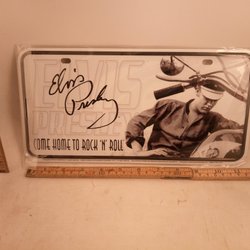 ELVIS
PRESLEY
Elvis
Presley
COME HOME TO ROCK 'N' ROLL